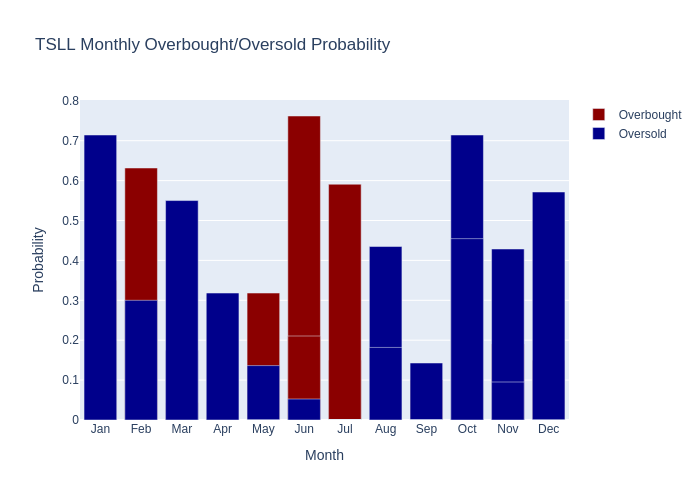 TSLL Monthly Overbought/Oversold Probability
0.8
0.7
0.6
0.5
0.4
0.3
0.2
0.1
0
Probability
Jan Feb Mar Apr May Jun Jul Aug Sep Oct Nov Dec
Month
Overbought
Oversold